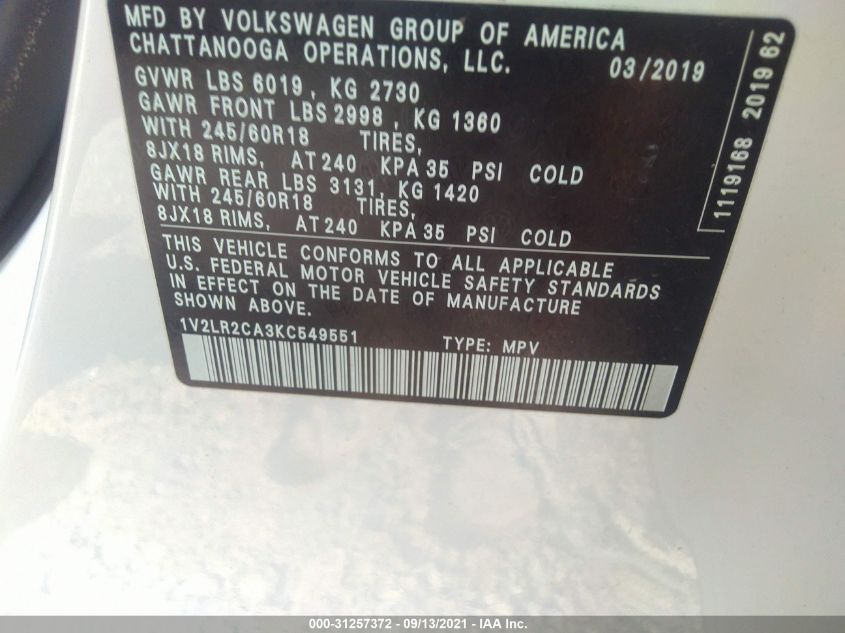 MFD BY VOLKSWAGEN GROUP OF AMERICA
CHATTANOOGA OPERATIONS, LLC. 03/2019
GVWR LBS 6019, KG 2730
GAWR FRONT LBS 2998, KG 1360
WITH 245/60R18 TIRES,
8JX18 RIMS, AT 240 KPA 35 PSI COLD
GAWR REAR LBS 3131, KG 1420
WITH 245/60R18 TIRES,
8JX18 RIMS, AT 240 KPA 35 PSI COLD
1119168 2019 62
THIS VEHICLE CONFORMS TO ALL APPLICABLE
U.S. FEDERAL MOTOR VEHICLE SAFETY STANDARDS
IN EFFECT ON THE DATE OF MANUFACTURE
SHOWN ABOVE.
1V2LR2CA3KC549551 TYPE: MPV
000-31257372 - 09/13/2021 - IAA Inc.